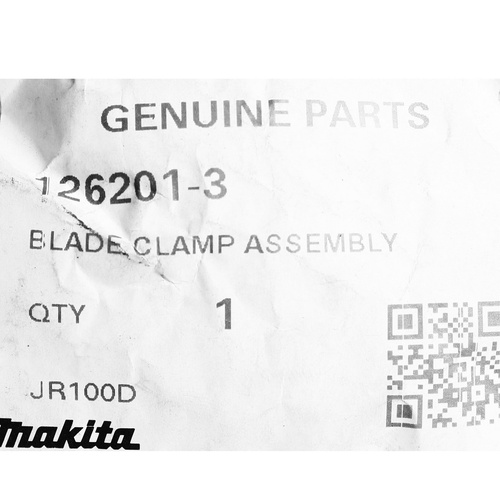 GENUINE PARTS
126201-3
BLADE CLAMP ASSEMBLY
QTY 1
JR100D
makita